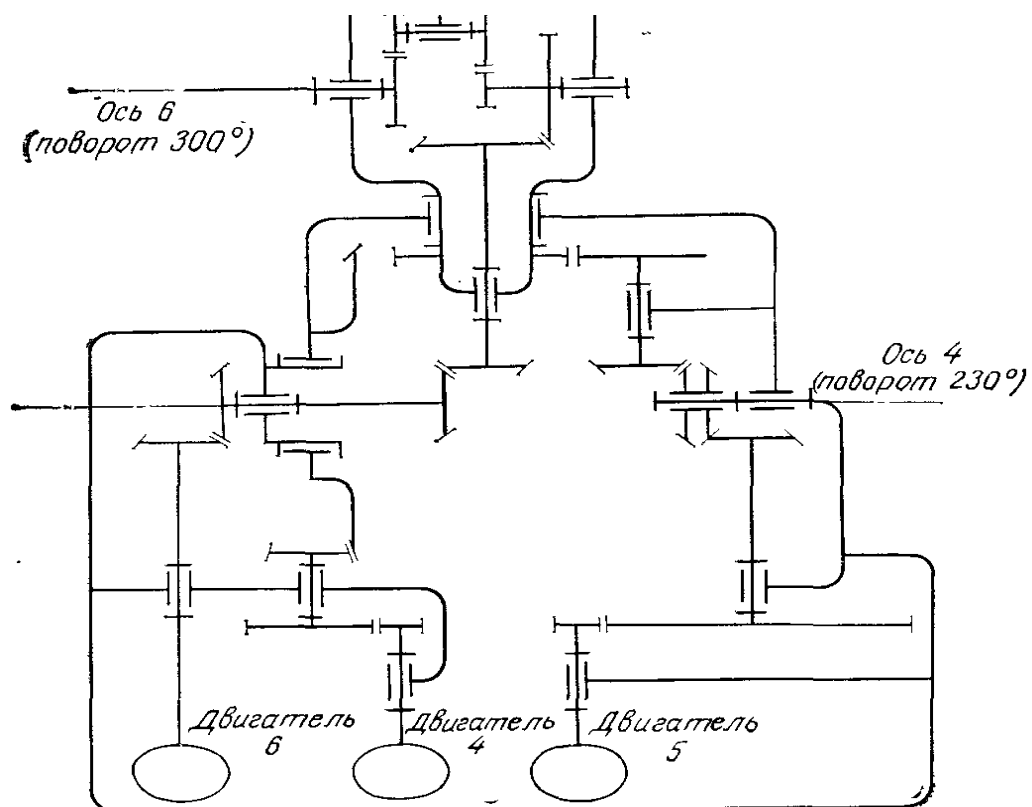 Ось 6
(поворот 300°)
Ось 4
(поворот 230°)
Двигатель
6
Двигатель
4
Двигатель
5